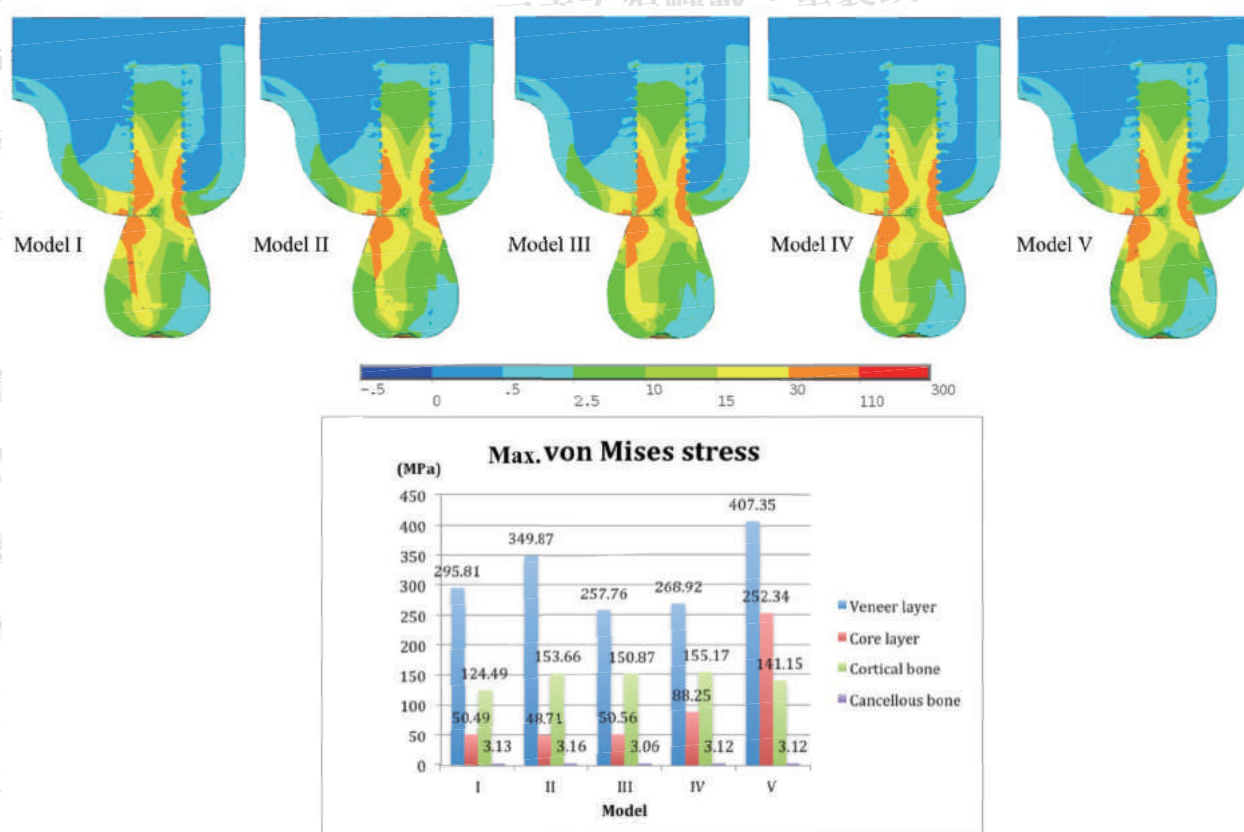 Model I
Model II
Model III
Model IV
Model V
-.5 0 .5 2.5 10 15 30 110 300
Max. von Mises stress
(MPa)
450
400
350
300
250
200
150
100
50
0
295.81
50.49
124.49
3.13
349.87
48.71
153.66
3.16
257.76
50.56
150.87
3.06
268.92
88.25
155.17
3.12
407.35
252.34
141.15
3.12
I II III IV V
Model
Veneer layer
Core layer
Cortical bone
Cancellous bone